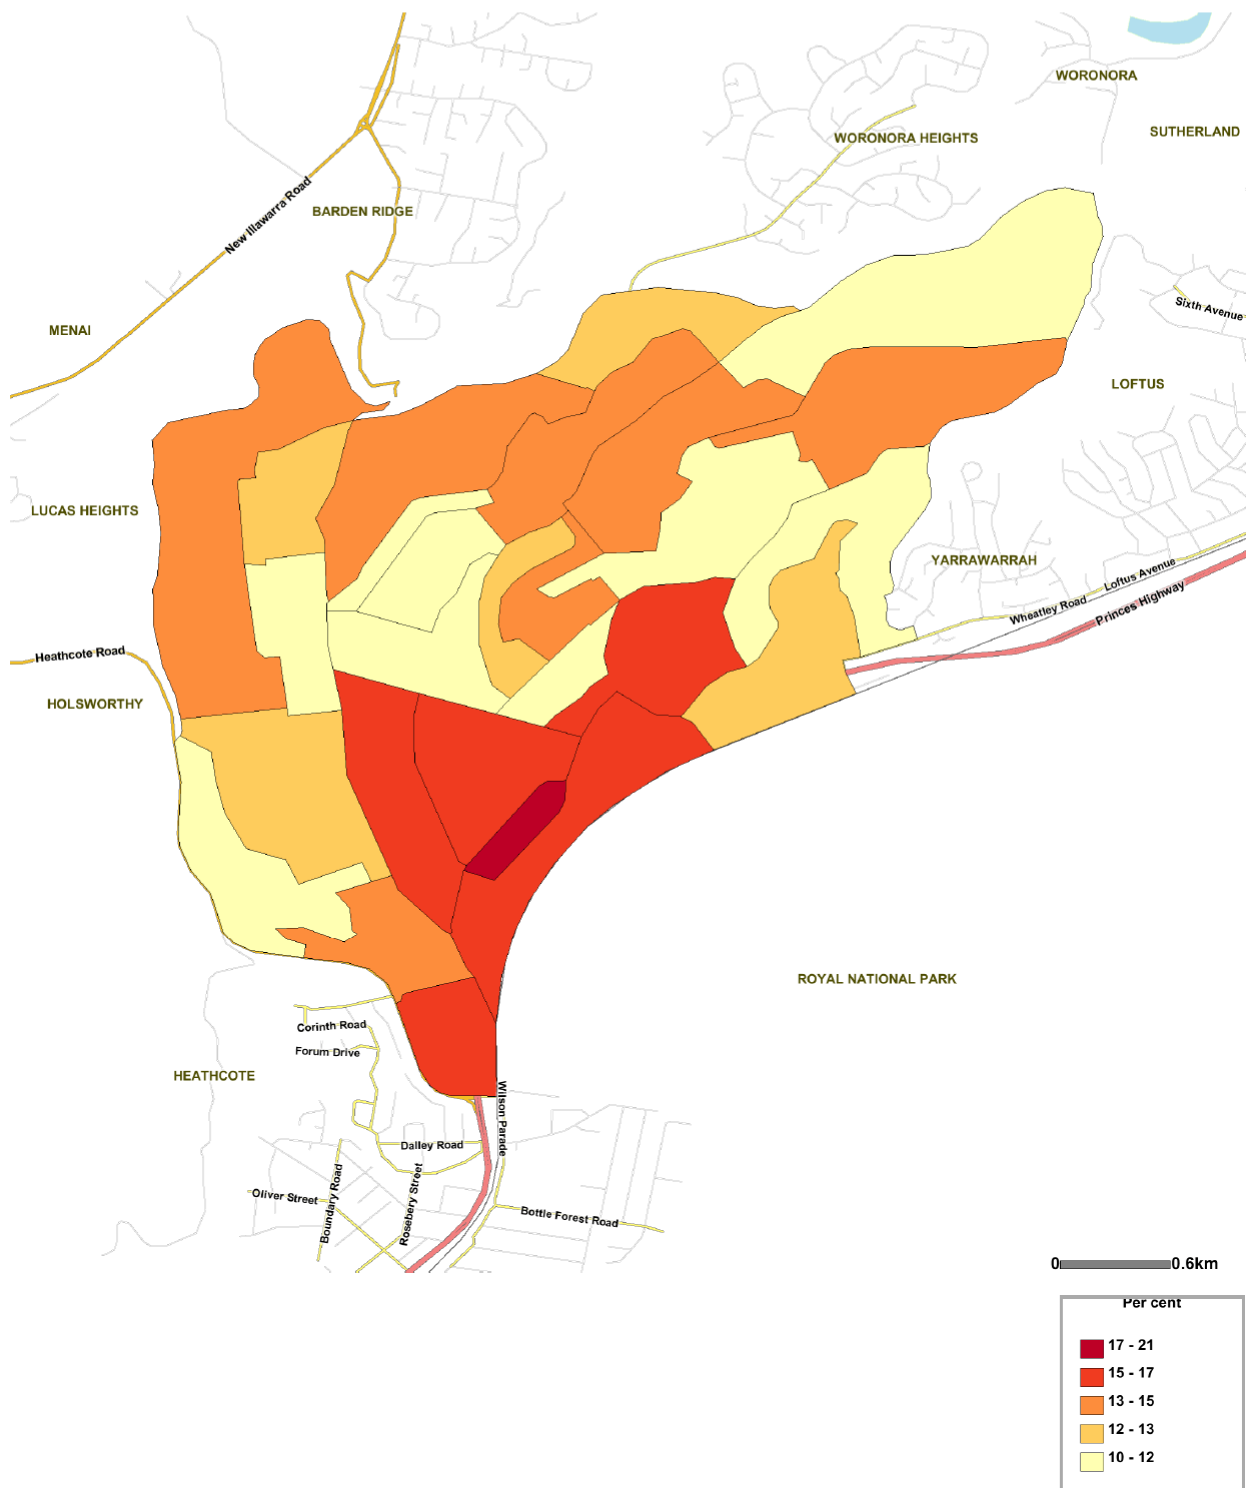 WORONORA
SUTHERLAND
WORONORA HEIGHTS
New Illawarra Road
BARDEN RIDGE
Sixth Avenue
MENAI
LOFTUS
LUCAS HEIGHTS
YARRAWARRAH
Loftus Avenue
Wheatley Road
Princes Highway
Heathcote Road
HOLSWORTHY
ROYAL NATIONAL PARK
Corinth Road
Forum Drive
HEATHCOTE
Wilson Parade
Dalley Road
Oliver Street
Boundary Road
Rosebery Street
Bottle Forest Road
0 0.6km
Per cent
17 - 21
15 - 17
13 - 15
12 - 13
10 - 12